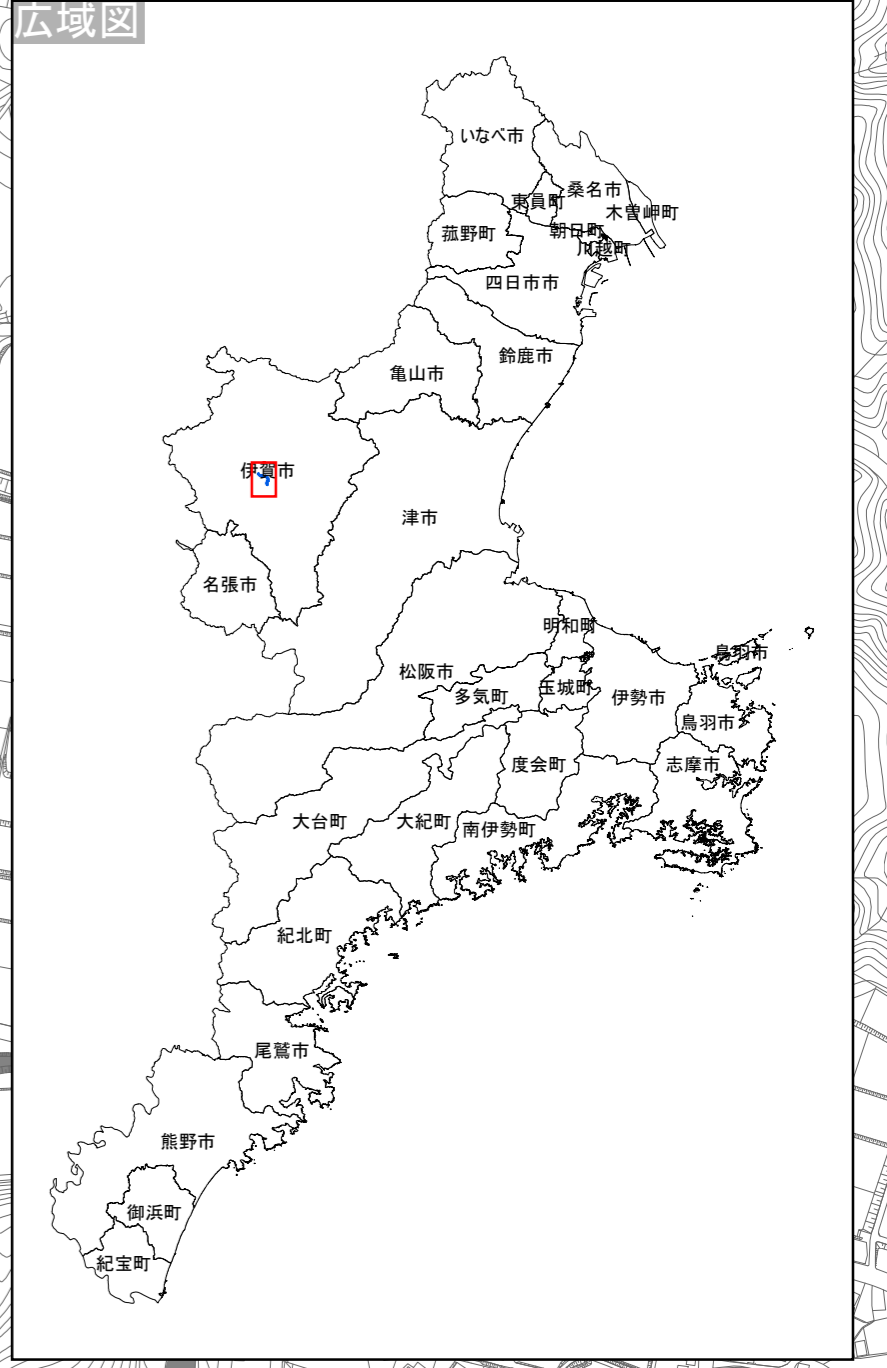 広域図
いなべ市
桑名市
東員町
木曽岬町
菰野町
朝日町
川越町
四日市市
鈴鹿市
亀山市
伊賀市
津市
名張市
明和町
鳥羽市
松阪市
玉城町
多気町
伊勢市
鳥羽市
度会町
志摩市
大台町
大紀町
南伊勢町
紀北町
尾鷲市
熊野市
御浜町
紀宝町